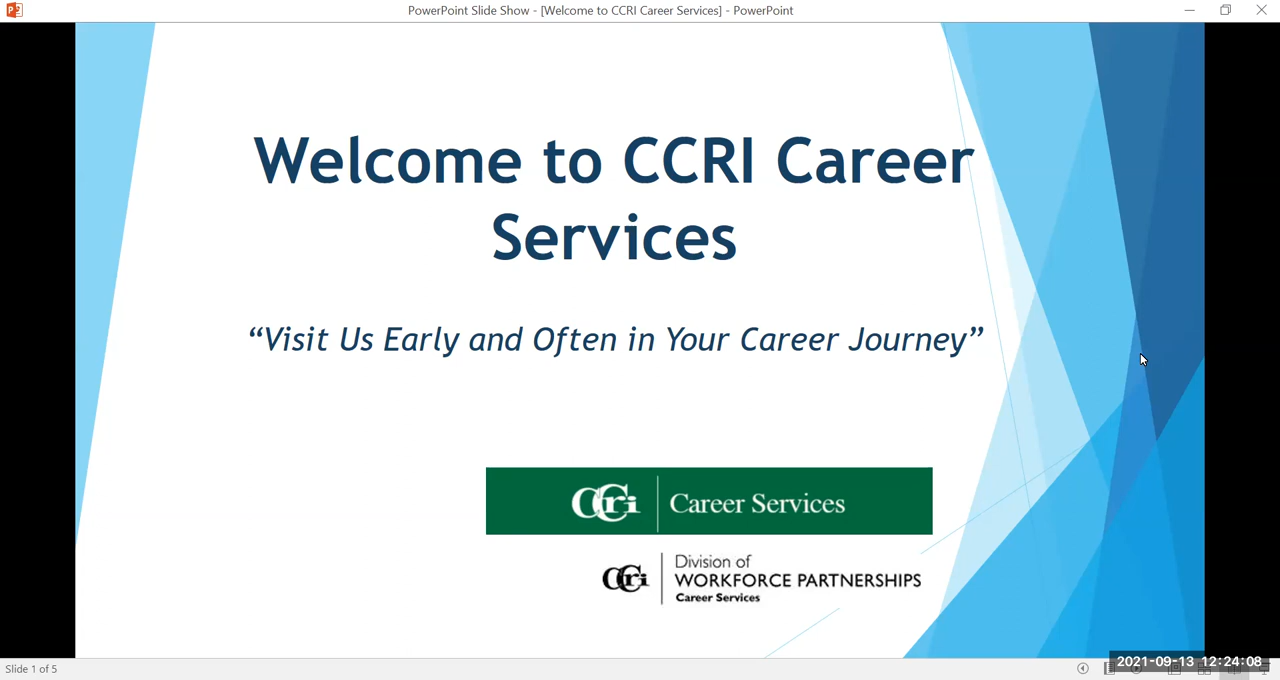 PowerPoint Slide Show - [Welcome to CCRI Career Services] - PowerPoint
Welcome to CCRI Career
Services
“Visit Us Early and Often in Your Career Journey”
CCri
Career Services
CCri
Division of
WORKFORCE PARTNERSHIPS
Career Services
Slide 1 of 5
2021-09-13 12:24:08